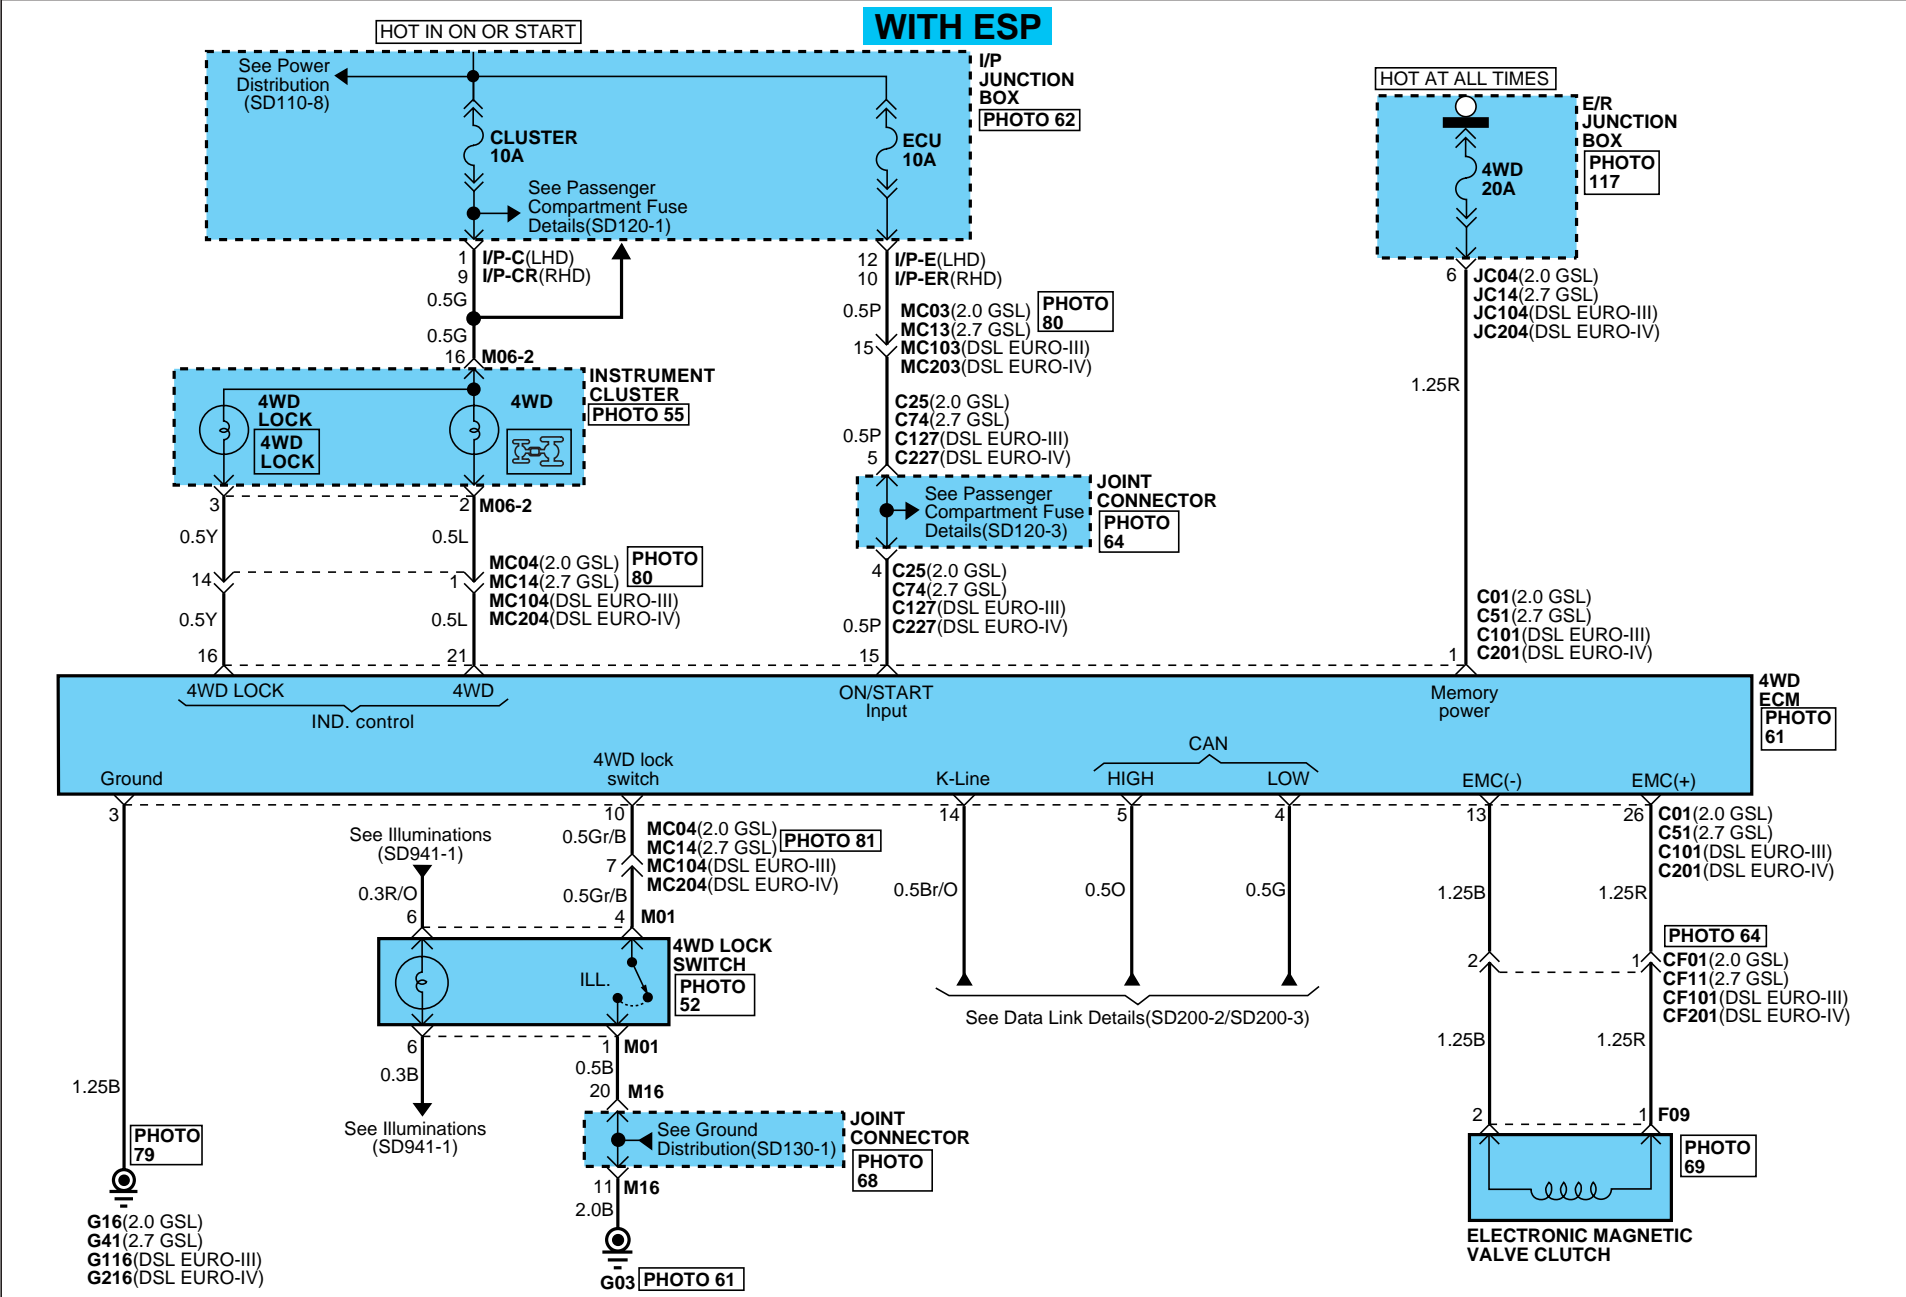 WITH ESP
HOT IN ON OR START
See Power
Distribution
(SD110-8)
CLUSTER
10A
See Passenger
Compartment Fuse
Details(SD120-1)
ECU
10A
I/P
JUNCTION
BOX
PHOTO 62
HOT AT ALL TIMES
4WD
20A
E/R
JUNCTION
BOX
PHOTO
117
1 I/P-C(LHD)
9 I/P-CR(RHD)
0.5G
0.5G
16 M06-2
12 I/P-E(LHD)
10 I/P-ER(RHD)
0.5P
MC03(2.0 GSL)
MC13(2.7 GSL)
15 MC103(DSL EURO-III)
MC203(DSL EURO-IV)
PHOTO
80
6 JC04(2.0 GSL)
JC14(2.7 GSL)
JC104(DSL EURO-III)
JC204(DSL EURO-IV)
1.25R
INSTRUMENT
CLUSTER
PHOTO 55
4WD
LOCK
4WD
LOCK
4WD
C25(2.0 GSL)
C74(2.7 GSL)
0.5P C127(DSL EURO-III)
5 C227(DSL EURO-IV)
See Passenger
Compartment Fuse
Details(SD120-3)
JOINT
CONNECTOR
PHOTO
64
3
2 M06-2
0.5Y
0.5L
MC04(2.0 GSL)
14
1 MC14(2.7 GSL)
MC104(DSL EURO-III)
MC204(DSL EURO-IV)
PHOTO
80
0.5Y
0.5L
16
21
4 C25(2.0 GSL)
C74(2.7 GSL)
C127(DSL EURO-III)
0.5P C227(DSL EURO-IV)
15
C01(2.0 GSL)
C51(2.7 GSL)
C101(DSL EURO-III)
1 C201(DSL EURO-IV)
4WD LOCK
4WD
IND. control
ON/START
Input
Memory
power
4WD
ECM
PHOTO
61
Ground
4WD lock
switch
K-Line
CAN
HIGH
LOW
EMC(-)
EMC(+)
3
10
14
5
4
13
26 C01(2.0 GSL)
C51(2.7 GSL)
C101(DSL EURO-III)
C201(DSL EURO-IV)
See Illuminations
(SD941-1)
0.3R/O
6
0.5Gr/B
MC04(2.0 GSL)
MC14(2.7 GSL)
7 MC104(DSL EURO-III)
MC204(DSL EURO-IV)
PHOTO 81
0.5Gr/B
4 M01
0.5Br/O
0.5O
0.5G
1.25B
1.25R
4WD LOCK
SWITCH
PHOTO
52
ILL.
PHOTO 64
2
1 CF01(2.0 GSL)
CF11(2.7 GSL)
CF101(DSL EURO-III)
CF201(DSL EURO-IV)
See Data Link Details(SD200-2/SD200-3)
1.25B
1.25R
6
0.3B
See Illuminations
(SD941-1)
1 M01
0.5B
20 M16
See Ground
Distribution(SD130-1)
JOINT
CONNECTOR
PHOTO
68
11 M16
2.0B
G03 PHOTO 61
1.25B
PHOTO
79
G16(2.0 GSL)
G41(2.7 GSL)
G116(DSL EURO-III)
G216(DSL EURO-IV)
2
1 F09
PHOTO
69
ELECTRONIC MAGNETIC
VALVE CLUTCH